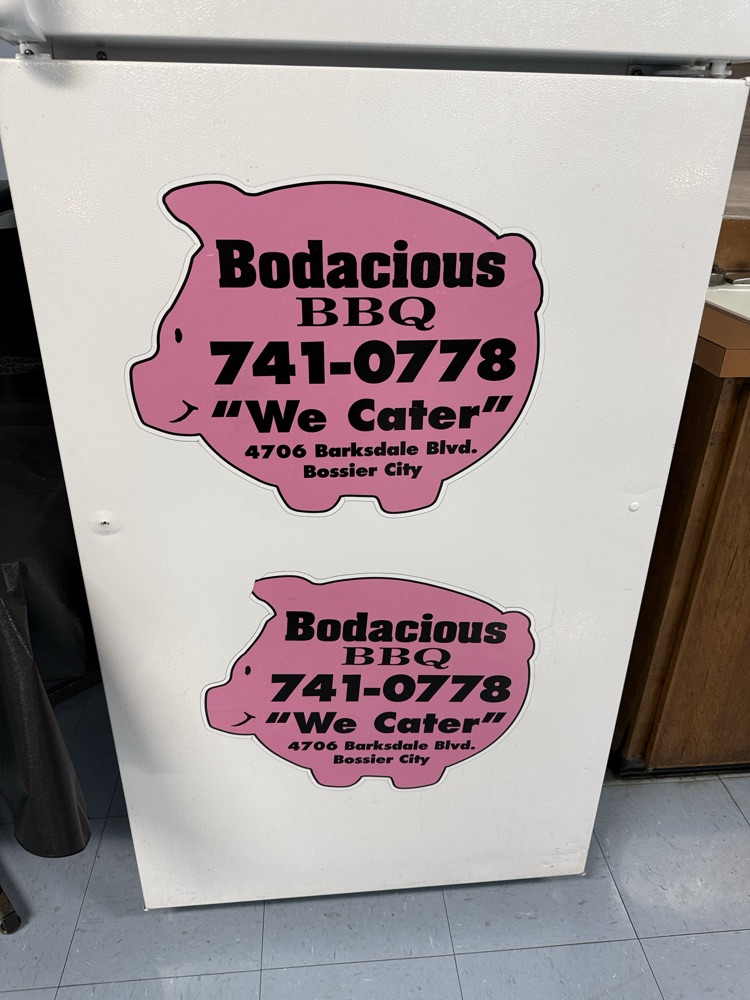 Bodacious
BBQ
741-0778
"We Cater"
4706 Barksdale Blvd.
Bossier City
Bodacious
BBQ
741-0778
"We Cater"
4706 Barksdale Blvd.
Bossier City